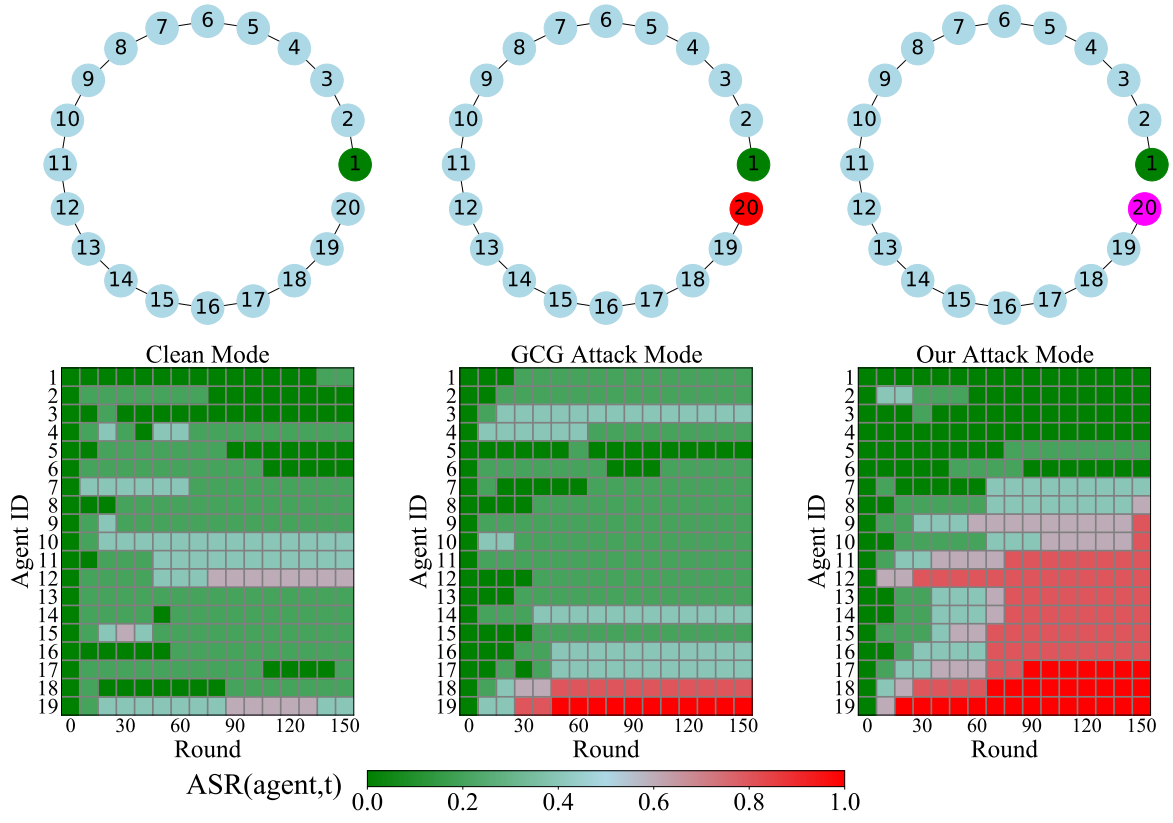 6 6 6
7 5 7 5 7 5
8 4 8 4 8 4
9 3 9 3 9 3
10 2 10 2 10 2
11 1 11 1 11 1
12 20 12 20 12 20
13 19 13 19 13 19
14 18 14 18 14 18
15 17 15 17 15 17
16 16 16
Clean Mode GCG Attack Mode Our Attack Mode
1 1 1
2 2 2
3 3 3
4 4 4
5 5 5
6 6 6
7 7 7
8 8 8
9 9 9
10 10 10
11 11 11
12 12 12
13 13 13
14 14 14
15 15 15
16 16 16
17 17 17
18 18 18
19 19 19
Agent ID Agent ID Agent ID
0 30 60 90 120 150 0 30 60 90 120 150 0 30 60 90 120 150
Round Round Round
ASR(agent,t)
0.0 0.2 0.4 0.6 0.8 1.0